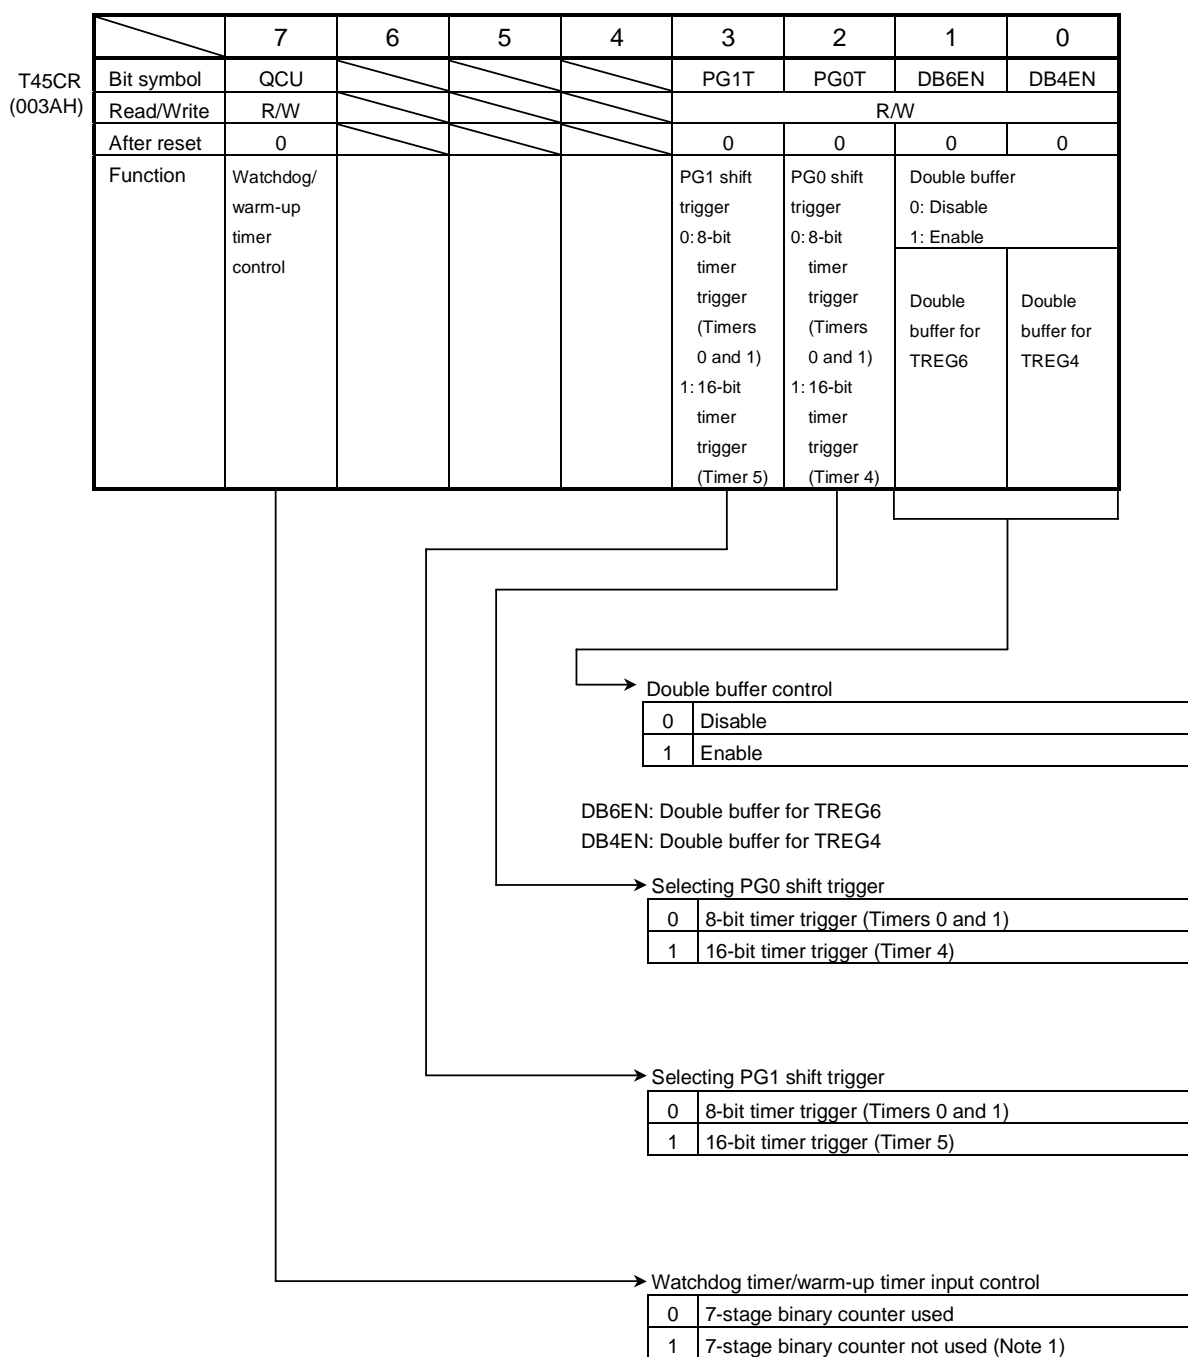 7 6 5 4 3 2 1 0
T45CR
(003AH)
Bit symbol QCU PG1T PG0T DB6EN DB4EN
Read/Write R/W R/W
After reset 0 0 0 0 0
Function
Watchdog/
warm-up
timer
control
PG1 shift
trigger
0: 8-bit
timer
trigger
(Timers
0 and 1)
1: 16-bit
timer
trigger
(Timer 5)
PG0 shift
trigger
0: 8-bit
timer
trigger
(Timers
0 and 1)
1: 16-bit
timer
trigger
(Timer 4)
Double buffer
0: Disable
1: Enable
Double
buffer for
TREG6
Double
buffer for
TREG4
Double buffer control
0 Disable
1 Enable
DB6EN: Double buffer for TREG6
DB4EN: Double buffer for TREG4
Selecting PG0 shift trigger
0 8-bit timer trigger (Timers 0 and 1)
1 16-bit timer trigger (Timer 4)
Selecting PG1 shift trigger
0 8-bit timer trigger (Timers 0 and 1)
1 16-bit timer trigger (Timer 5)
Watchdog timer/warm-up timer input control
0 7-stage binary counter used
1 7-stage binary counter not used (Note 1)